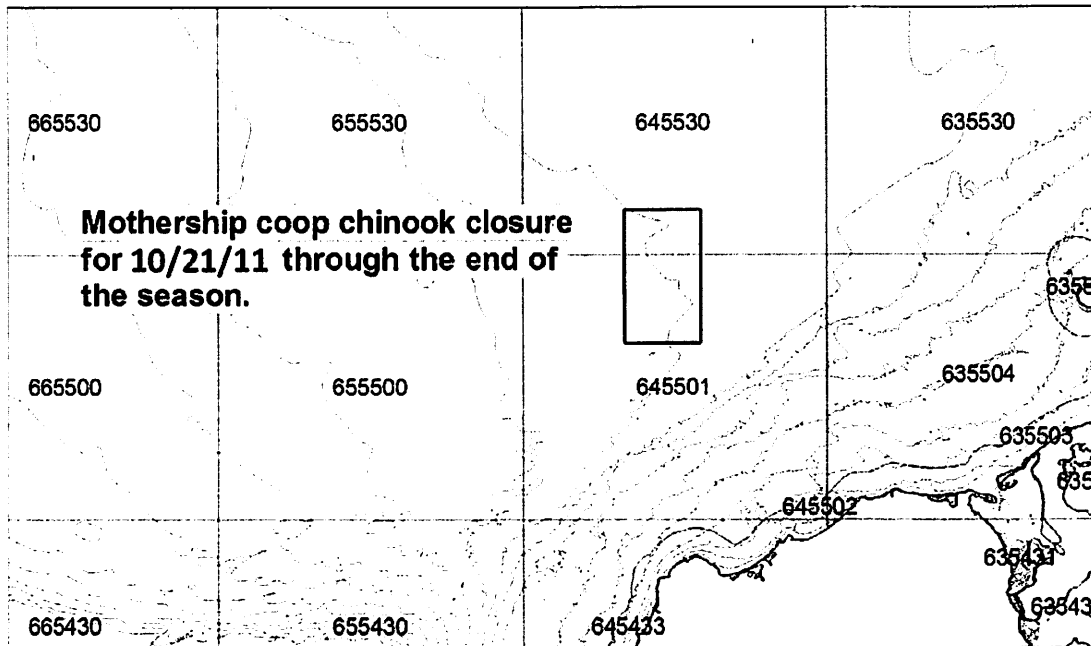 665530 655530 645530 635530
Mothership coop chinook closure
for 10/21/11 through the end of
the season.
665500 655500 645501 635504
635503
645502
635431
665430 655430 645433